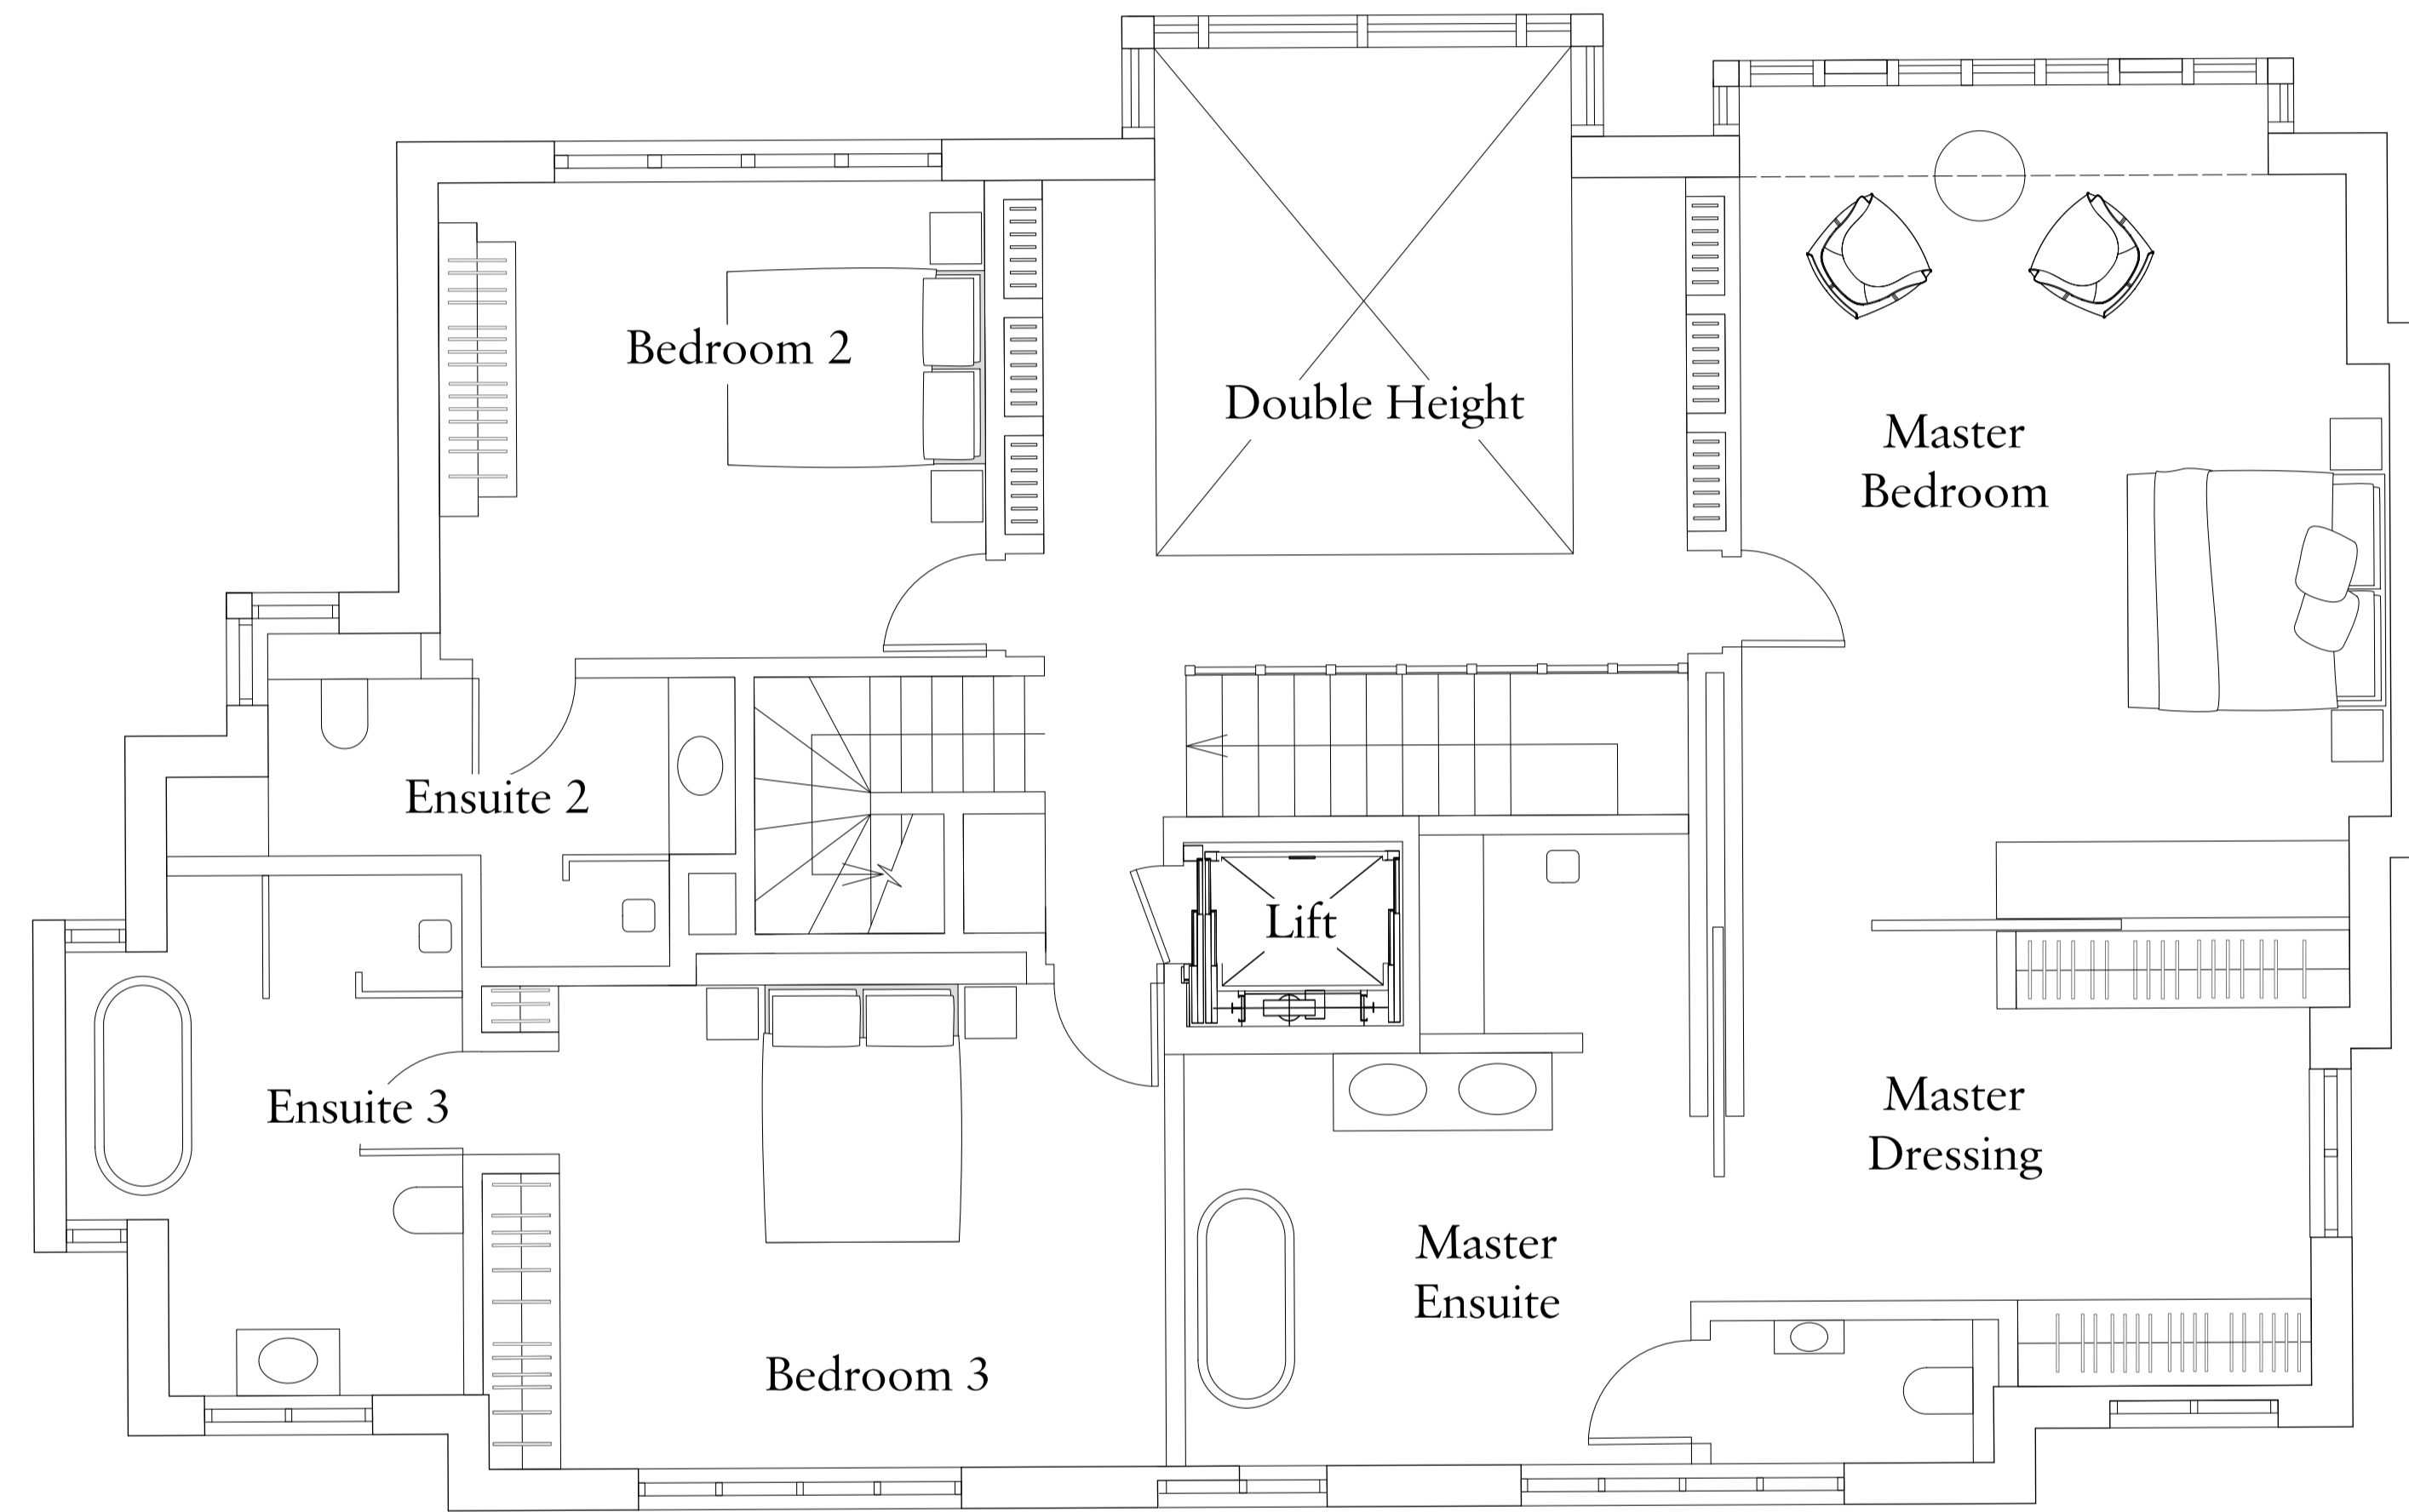 Bedroom 2
Double Height
Master
Bedroom
Ensuite 2
Lift
Ensuite 3
Master
Dressing
Master
Ensuite
Bedroom 3